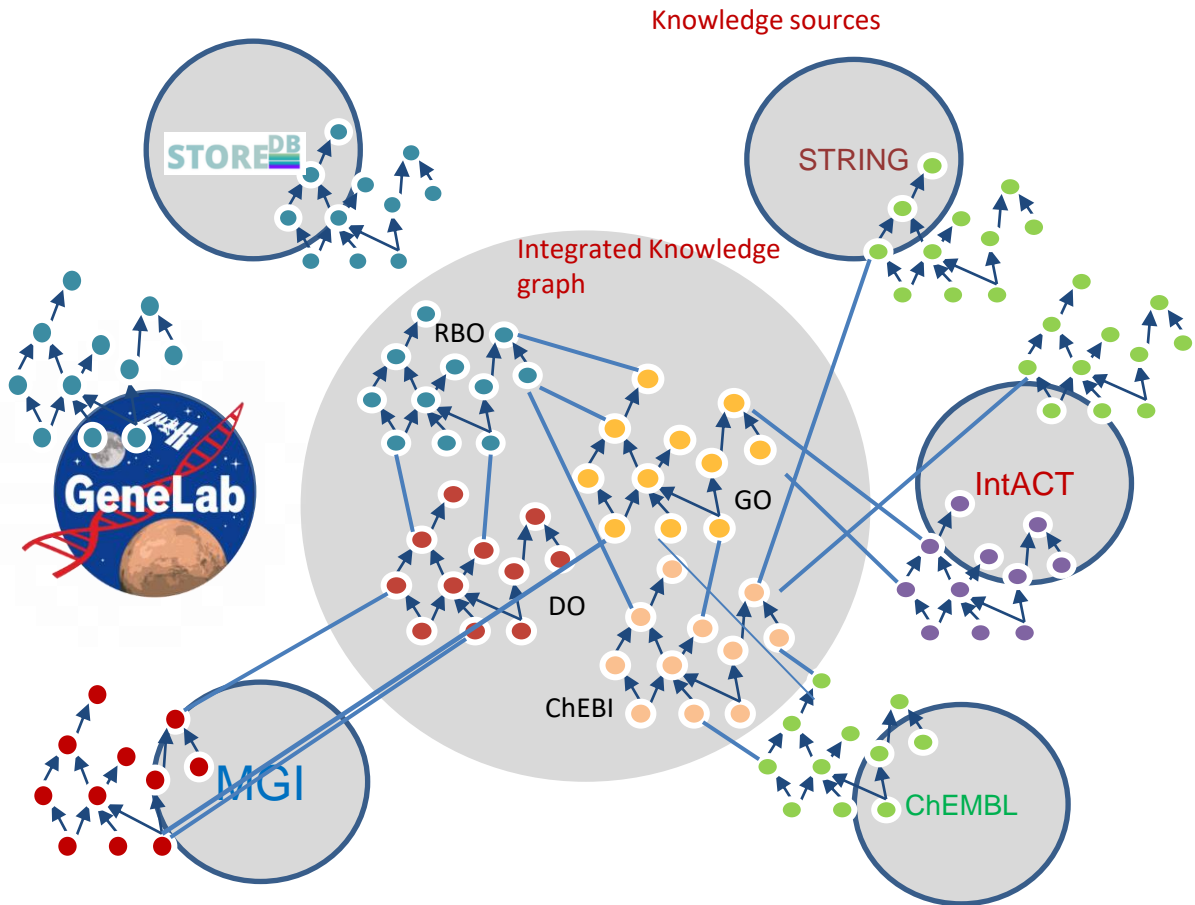 Knowledge sources
STORE DB
STRING
Integrated Knowledge
graph
RBO
GO
IntACT
GeneLab
DO
ChEBI
MGI
ChEMBL